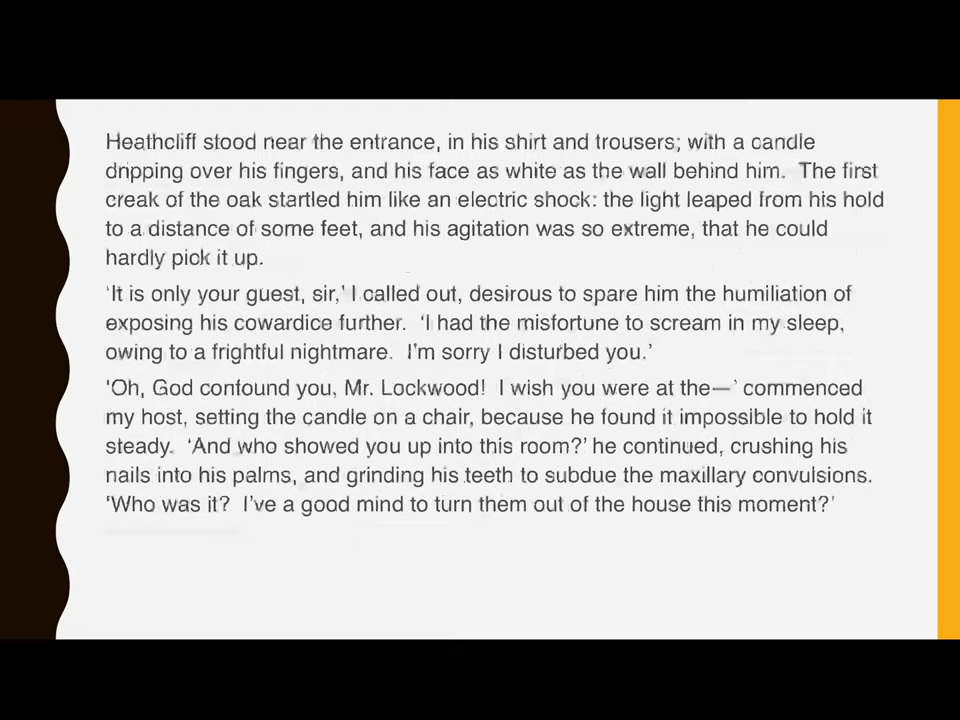 Heathcliff stood near the entrance, in his shirt and trousers; with a candle
dripping over his fingers, and his face as white as the wall behind him.  The first
creak of the oak startled him like an electric shock: the light leaped from his hold
to a distance of some feet, and his agitation was so extreme, that he could
hardly pick it up.
‘It is only your guest, sir,’ I called out, desirous to spare him the humiliation of
exposing his cowardice further.  ‘I had the misfortune to scream in my sleep,
owing to a frightful nightmare.  I’m sorry I disturbed you.’
‘Oh, God confound you, Mr. Lockwood!  I wish you were at the—’ commenced
my host, setting the candle on a chair, because he found it impossible to hold it
steady.  ‘And who showed you up into this room?’ he continued, crushing his
nails into his palms, and grinding his teeth to subdue the maxillary convulsions.
‘Who was it?  I’ve a good mind to turn them out of the house this moment?’